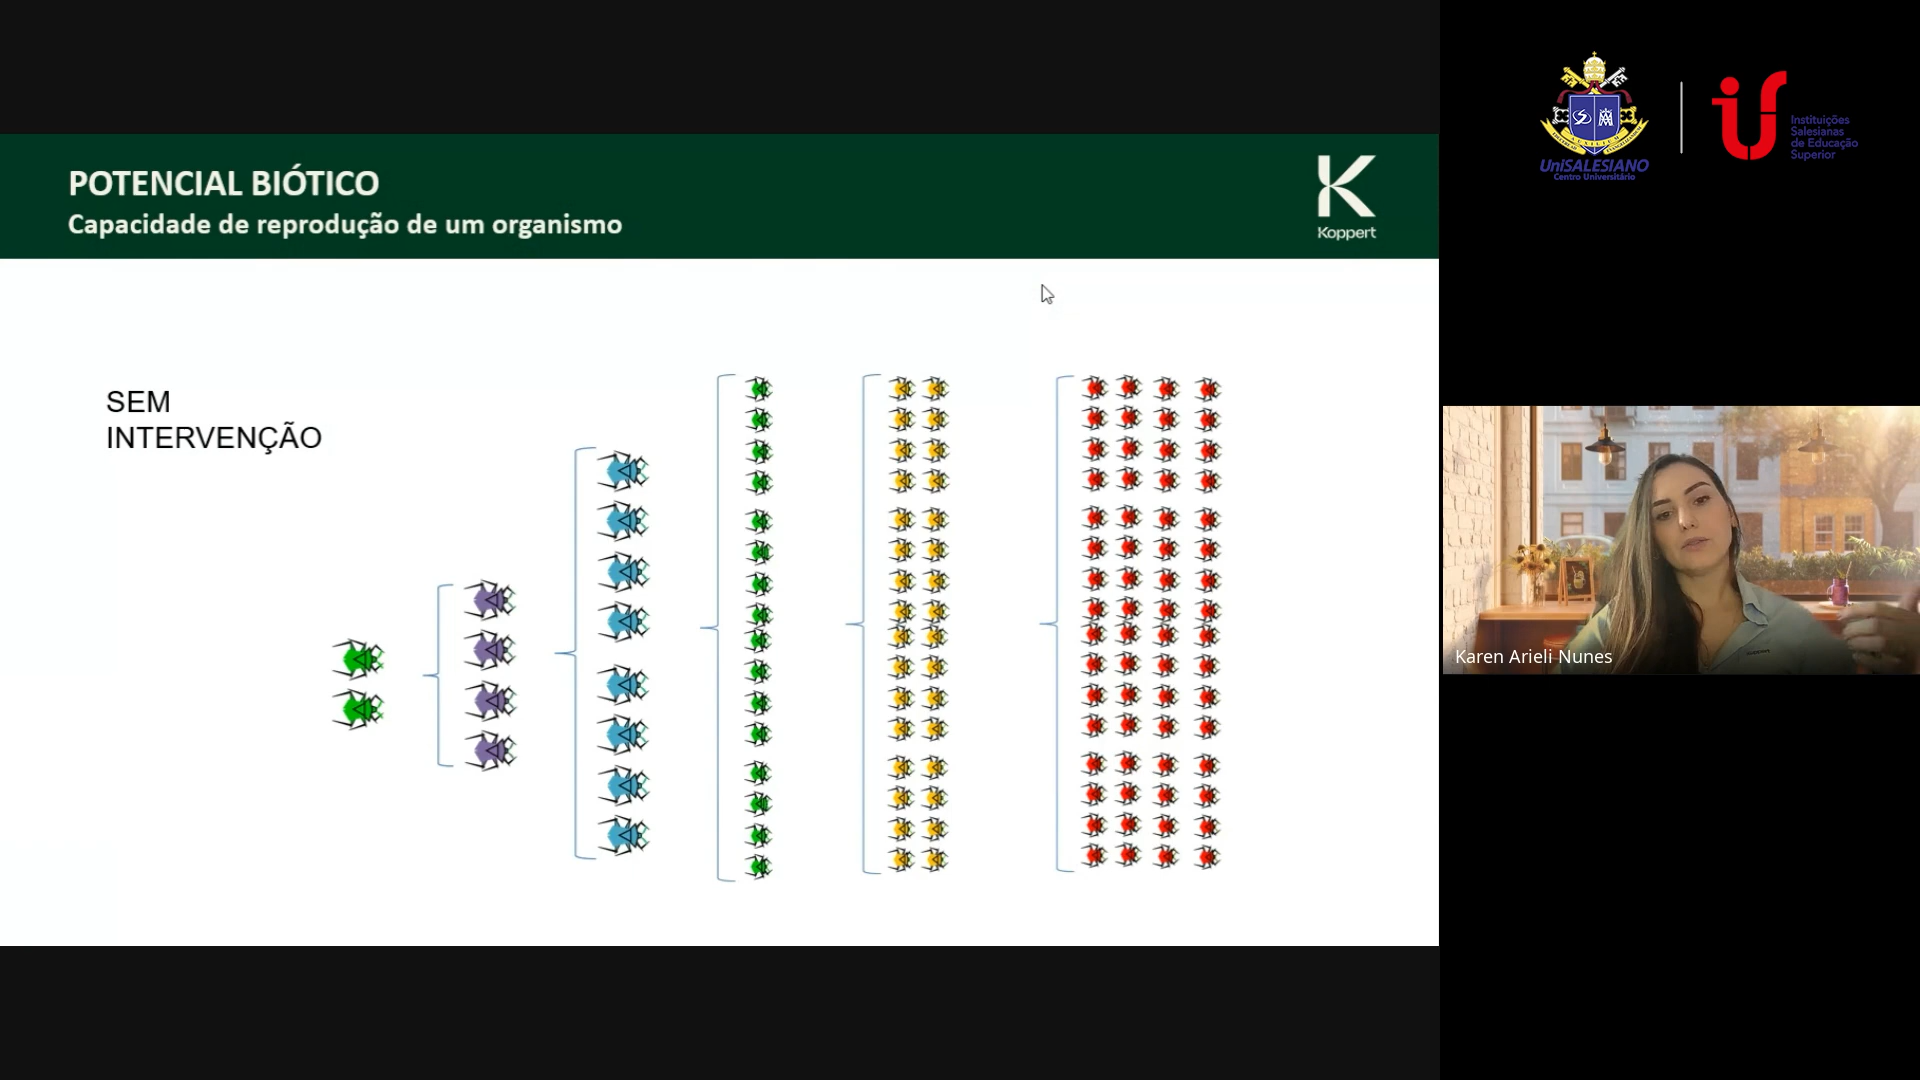 POTENCIAL BIÓTICO
Capacidade de reprodução de um organismo
Koppert
SEM
INTERVENÇÃO
UniSALESIANO
Centro Universitário
Instituições
Salesianas
de Educação
Superior
Karen Arieli Nunes